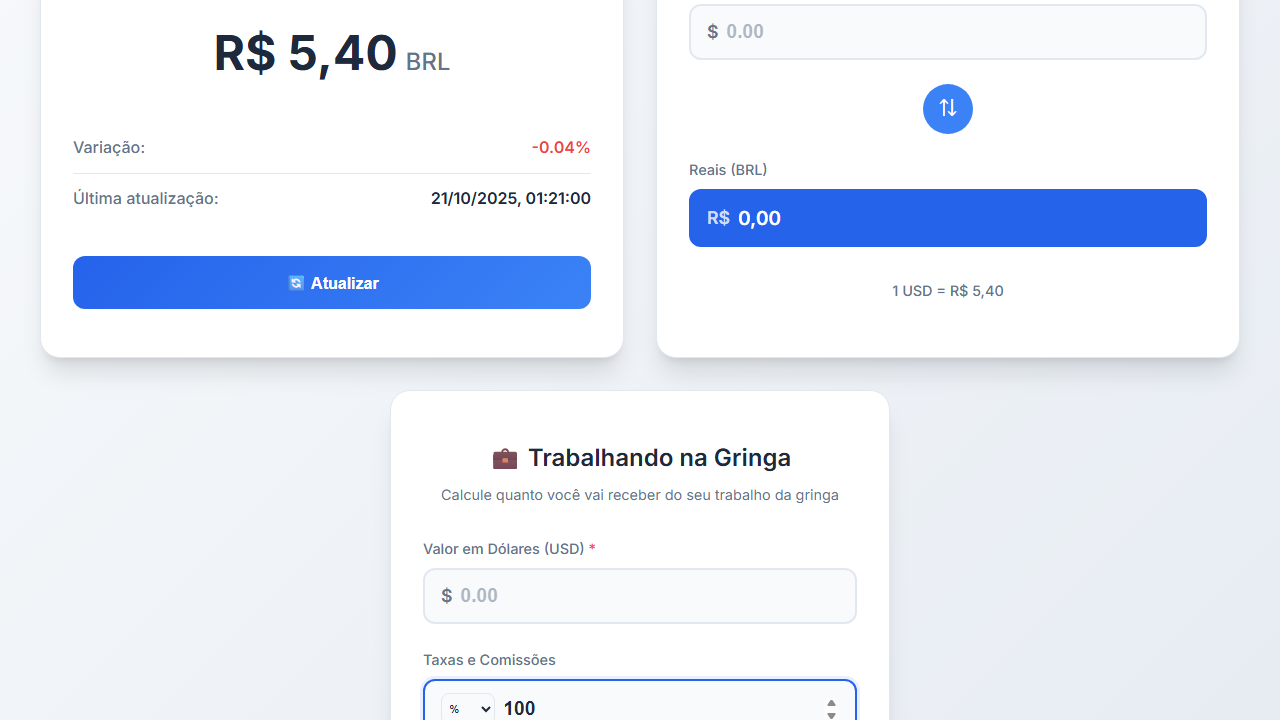 R$ 5,40 BRL
Variação: -0.04%
Última atualização: 21/10/2025, 01:21:00
Atualizar
$ 0.00
Reais (BRL)
R$ 0,00
1 USD = R$ 5,40
Trabalhando na Gringa
Calcule quanto você vai receber do seu trabalho da gringa
Valor em Dólares (USD) *
$ 0.00
Taxas e Comissões
% 100